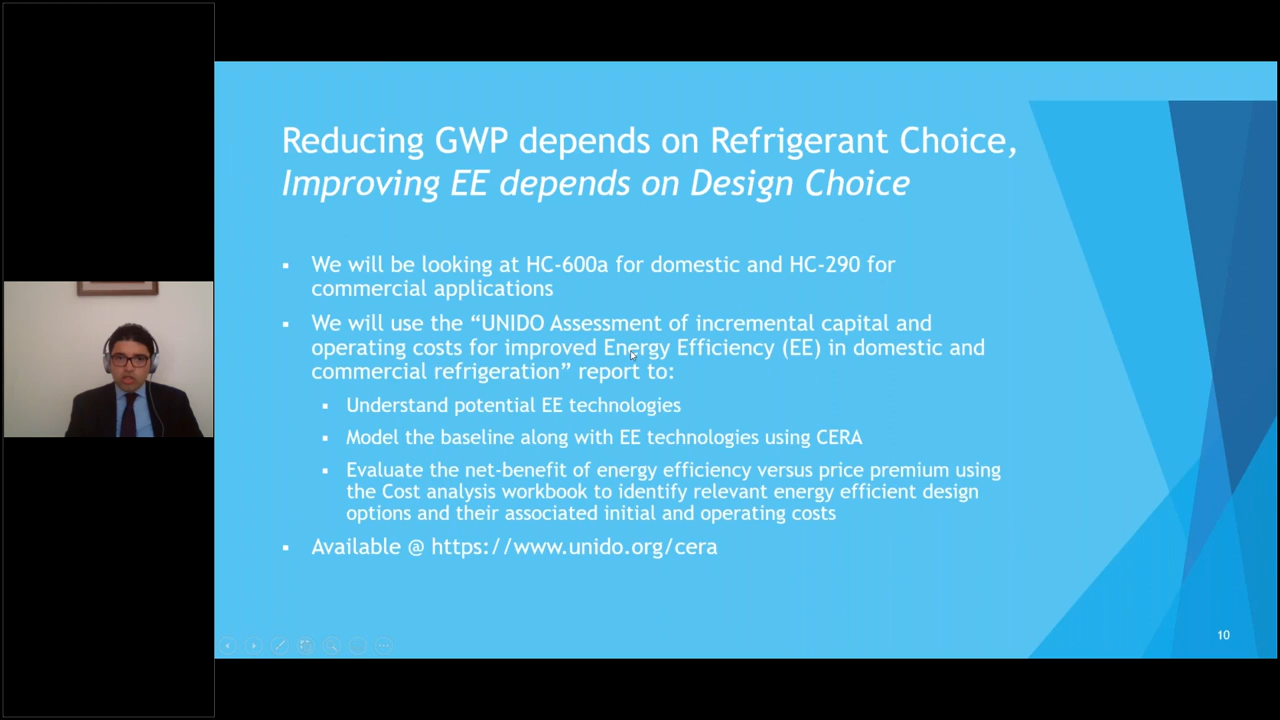 Reducing GWP depends on Refrigerant Choice,
Improving EE depends on Design Choice
▪ We will be looking at HC-600a for domestic and HC-290 for
commercial applications
▪ We will use the “UNIDO Assessment of incremental capital and
operating costs for improved Energy Efficiency (EE) in domestic and
commercial refrigeration” report to:
▪ Understand potential EE technologies
▪ Model the baseline along with EE technologies using CERA
▪ Evaluate the net-benefit of energy efficiency versus price premium using
the Cost analysis workbook to identify relevant energy efficient design
options and their associated initial and operating costs
▪ Available @ https://www.unido.org/cera
10